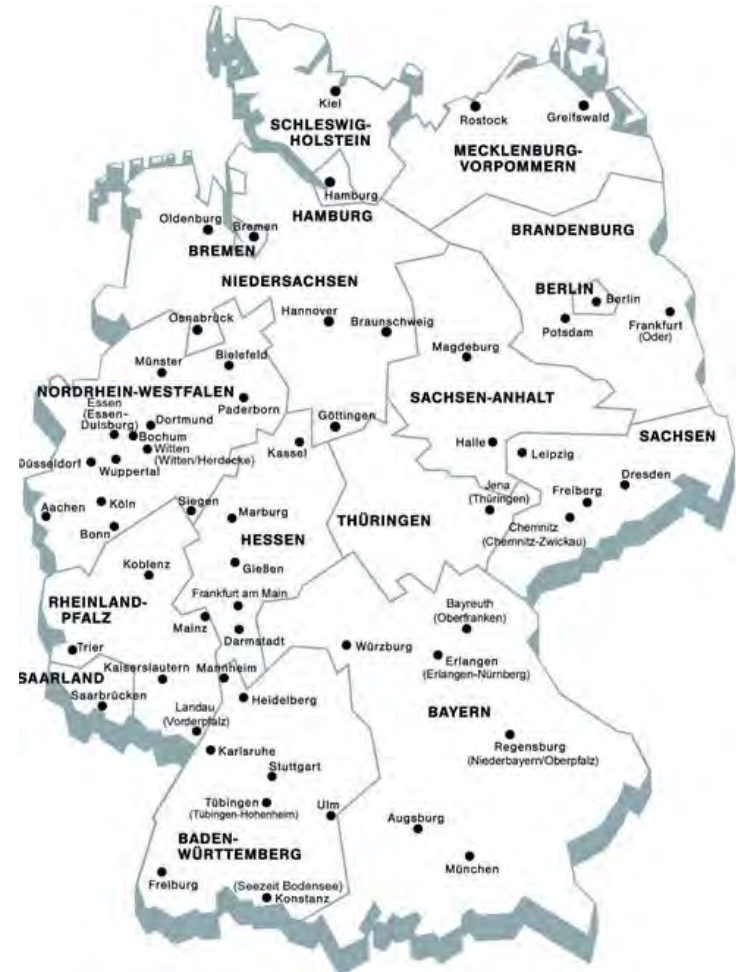 Kiel
SCHLESWIG-
HOLSTEIN
Rostock
Greifswald
MECKLENBURG-
VORPOMMERN
Hamburg
HAMBURG
Oldenburg
Bremen
BREMEN
BRANDENBURG
NIEDERSACHSEN
BERLIN
Berlin
Potsdam
Frankfurt
(Oder)
Hannover
Braunschweig
Osnabrück
Magdeburg
Münster
Bielefeld
NORDRHEIN-WESTFALEN
Paderborn
SACHSEN-ANHALT
Essen
(Essen-
Duisburg)
Dortmund
Bochum
Witten
(Witten/Herdecke)
Göttingen
Kassel
Halle
Leipzig
SACHSEN
Düsseldorf
Wuppertal
Dresden
Freiberg
Jena
(Thüringen)
Chemnitz
(Chemnitz-Zwickau)
Aachen
Köln
Bonn
Siegen
Marburg
THÜRINGEN
HESSEN
Gießen
Koblenz
RHEINLAND-
PFALZ
Frankfurt am Main
Mainz
Darmstadt
Bayreuth
(Oberfranken)
Würzburg
Erlangen
(Erlangen-Nürnberg)
Trier
SAARLAND
Kaiserslautern
Mannheim
Saarbrücken
Landau
(Vorderpfalz)
Heidelberg
BAYERN
Regensburg
(Niederbayern/Oberpfalz)
Karlsruhe
Stuttgart
Tübingen
(Tübingen-Hohenheim)
Ulm
Augsburg
München
BADEN-
WÜRTTEMBERG
Freiburg
(Seezeit Bodensee)
Konstanz